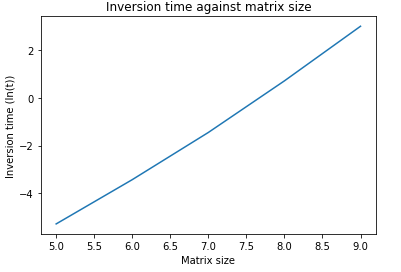 Inversion time against matrix size
Inversion time (ln(t))
2
0
−2
−4
5.0 5.5 6.0 6.5 7.0 7.5 8.0 8.5 9.0
Matrix size